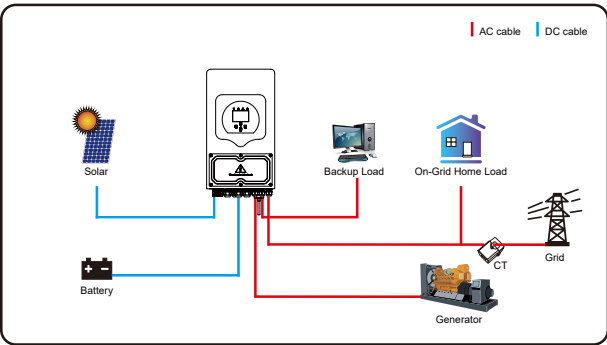 AC cable
DC cable
Solar
Backup Load
On-Grid Home Load
CT
Grid
Battery
Generator